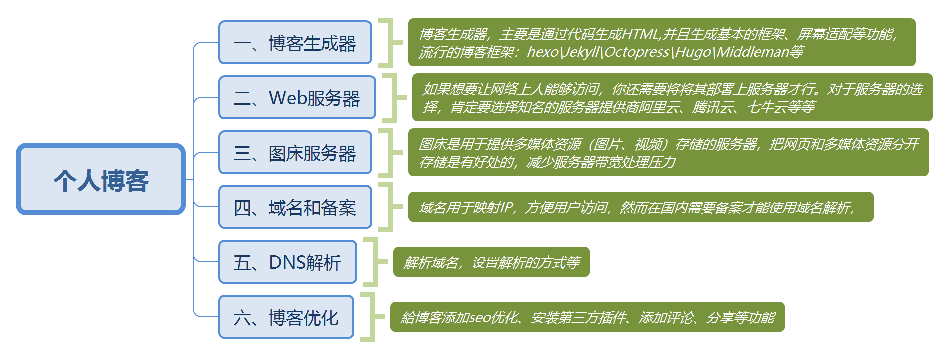 个人博客
一、博客生成器
博客生成器，主要是通过代码生成HTML,并且生成基本的框架、屏幕适配等功能，
流行的博客框架：hexo\Jekyll\Octopress\Hugo\Middleman等
二、Web服务器
如果想要让网络上人能够访问，你还需要将将其部署上服务器才行。对于服务器的选
择，肯定要选择知名的服务器提供商阿里云、腾讯云、七牛云等等
三、图床服务器
图床是用于提供多媒体资源（图片、视频）存储的服务器，把网页和多媒体资源分开
存储是有好处的，减少服务器带宽处理压力
四、域名和备案
域名用于映射IP，方便用户访问，然而在国内需要备案才能使用域名解析，
五、DNS解析
解析域名，设置解析的方式等
六、博客优化
給博客添加seo优化、安装第三方插件、添加评论、分享等功能